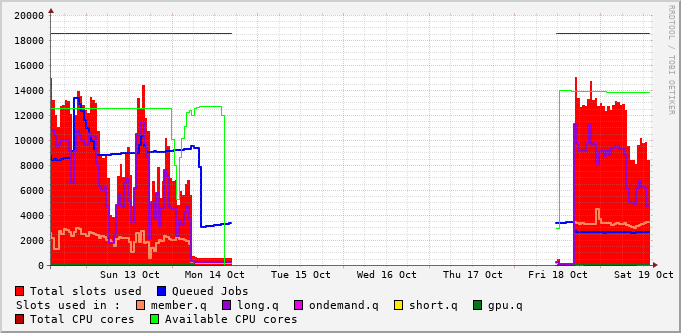 RRDTOOL / TOBI OETIKER
20000
18000
16000
14000
12000
10000
8000
6000
4000
2000
0
Sun 13 Oct Mon 14 Oct Tue 15 Oct Wed 16 Oct Thu 17 Oct Fri 18 Oct Sat 19 Oct
Total slots used Queued Jobs
Slots used in : member.q long.q ondemand.q short.q gpu.q
Total CPU cores Available CPU cores